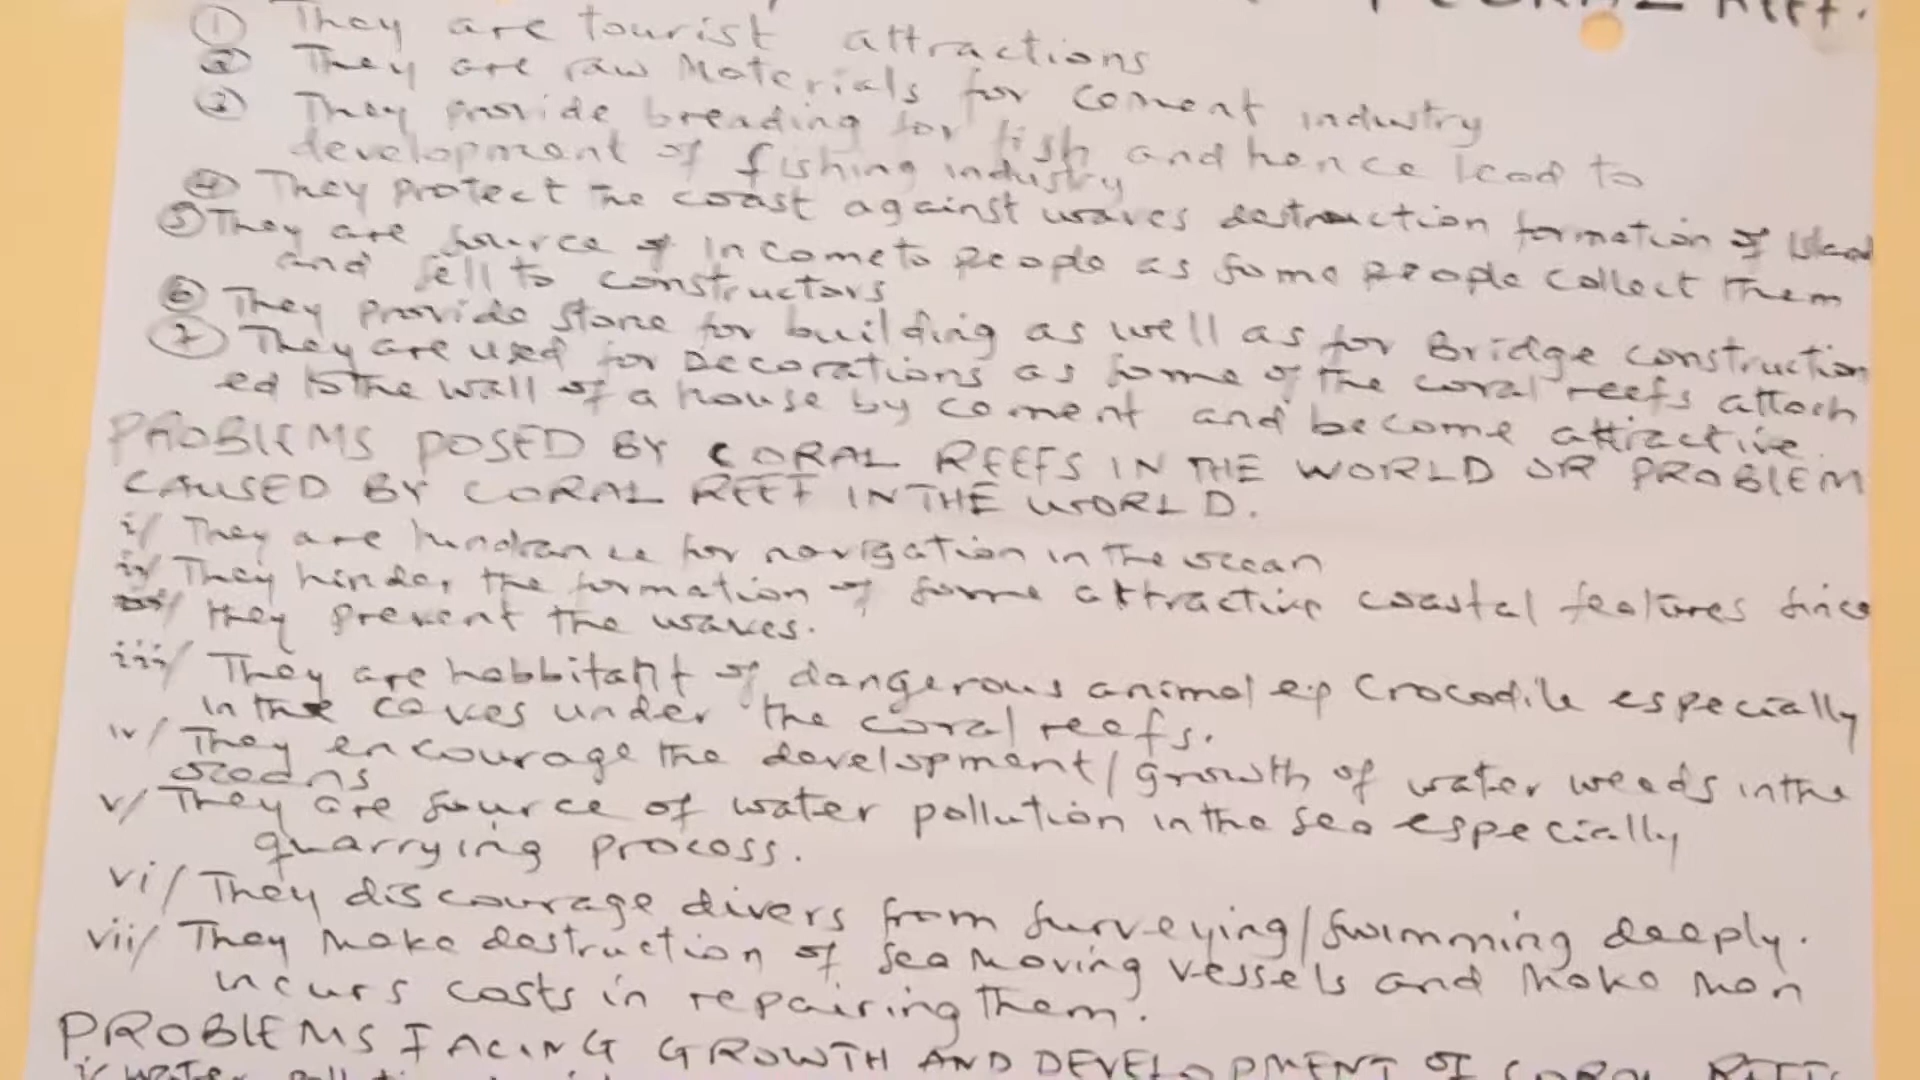 CORAL REEF.
① They are tourist attractions
② They are raw Materials for cement industry
③ They provide breading for fish and hence lead to
development of fishing industry
④ They protect the coast against waves destruction formation of Island
⑤ They are source of Income to people as some people collect them
and sell to constructors
⑥ They provide stone for building as well as for Bridge construction
⑦ They are used for Decorations as some of the coral reefs attach
ed to the wall of a house by cement and become attractive
PROBLEMS POSED BY CORAL REEFS IN THE WORLD OR PROBLEM
CAUSED BY CORAL REEF IN THE WORLD.
i/ They are hundrance for navigation in the ocean
ii/ They hinder the formation of some attractive coastal features since
they prevent the waves.
iii/ They are habbitant of dangerous animal eg Crocodile especially
in the caves under the coral reefs.
iv/ They encourage the development/growth of water weeds in the
oceans
v/ They are source of water pollution in the sea especially
quarrying process.
vi/ They discourage divers from surveying/swimming deeply.
vii/ They make destruction of sea moving vessels and make man
incurs costs in repairing them.
PROBLEMS FACING GROWTH AND DEVELOPMENT OF CORAL REEFS
i/ water